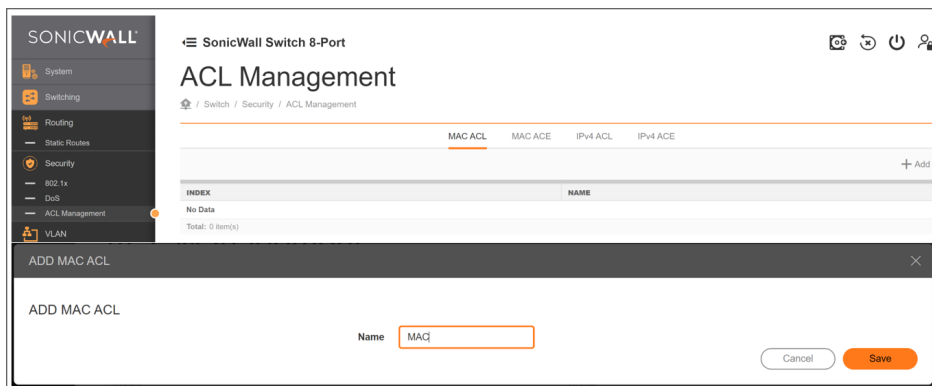 SONICWALL
System
Switching
Routing
Static Routes
Security
802.1x
DoS
ACL Management
VLAN
SonicWall Switch 8-Port
ACL Management
/ Switch / Security / ACL Management
MAC ACL MAC ACE IPv4 ACL IPv4 ACE
+ Add
INDEX NAME
No Data
Total: 0 item(s)
ADD MAC ACL
ADD MAC ACL
Name MAC
Cancel Save